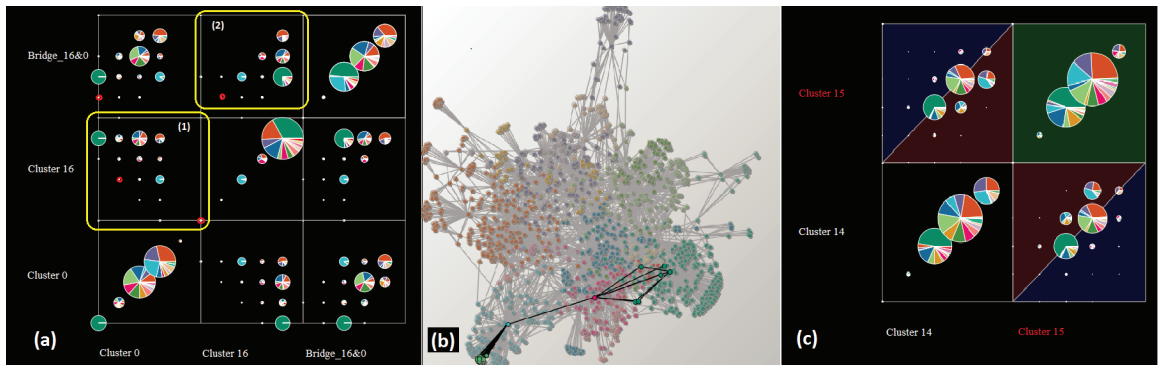 (2)
Bridge_16&0
(1)
Cluster 16
Cluster 0
(a)
Cluster 0
Cluster 16
Bridge_16&0
(b)
Cluster 15
Cluster 14
(c)
Cluster 14
Cluster 15